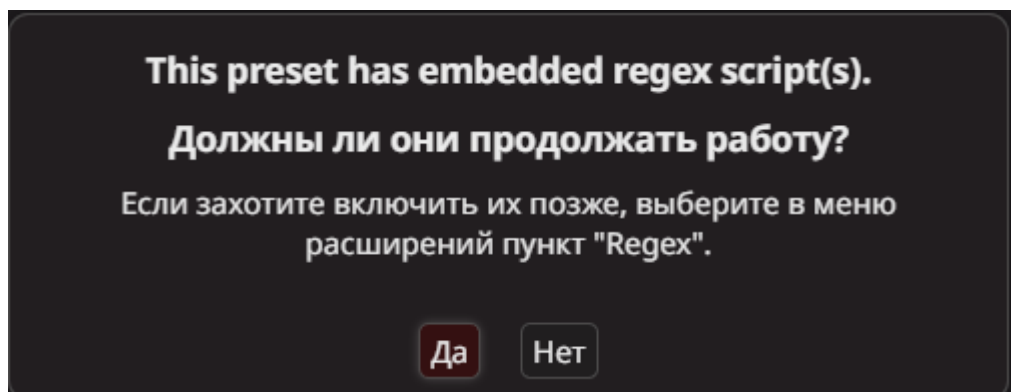 This preset has embedded regex script(s).
Должны ли они продолжать работу?
Если захотите включить их позже, выберите в меню
расширений пункт "Regex".
Да Нет